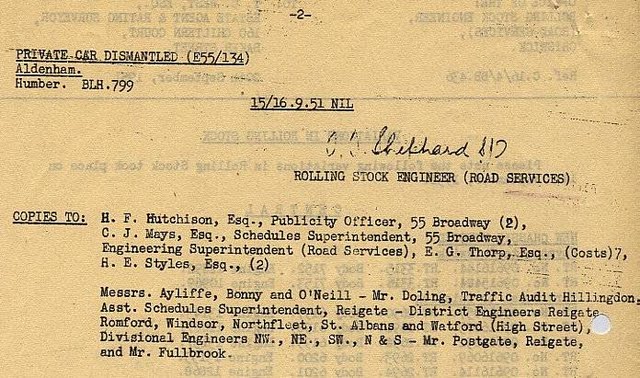 -2-
PRIVATE CAR DISMANTLED (E55/134)
Aldenham.
Humber. BLH.799
15/16.9.51 NIL
ROLLING STOCK ENGINEER (ROAD SERVICES)
COPIES TO: H. F. Hutchison, Esq., Publicity Officer, 55 Broadway (2),
C. J. Mays, Esq., Schedules Superintendent, 55 Broadway,
Engineering Superintendent (Road Services), E. G. Thorp, Esq., (Costs)7,
H. E. Styles, Esq., (2)
Messrs. Ayliffe, Bonny and O'Neill - Mr. Doling, Traffic Audit Hillingdon,
Asst. Schedules Superintendent, Reigate - District Engineers Reigate
Romford, Windsor, Northfleet, St. Albans and Watford (High Street),
Divisional Engineers NW., NE., SW., N & S - Mr. Postgate, Reigate,
and Mr. Fullbrook.